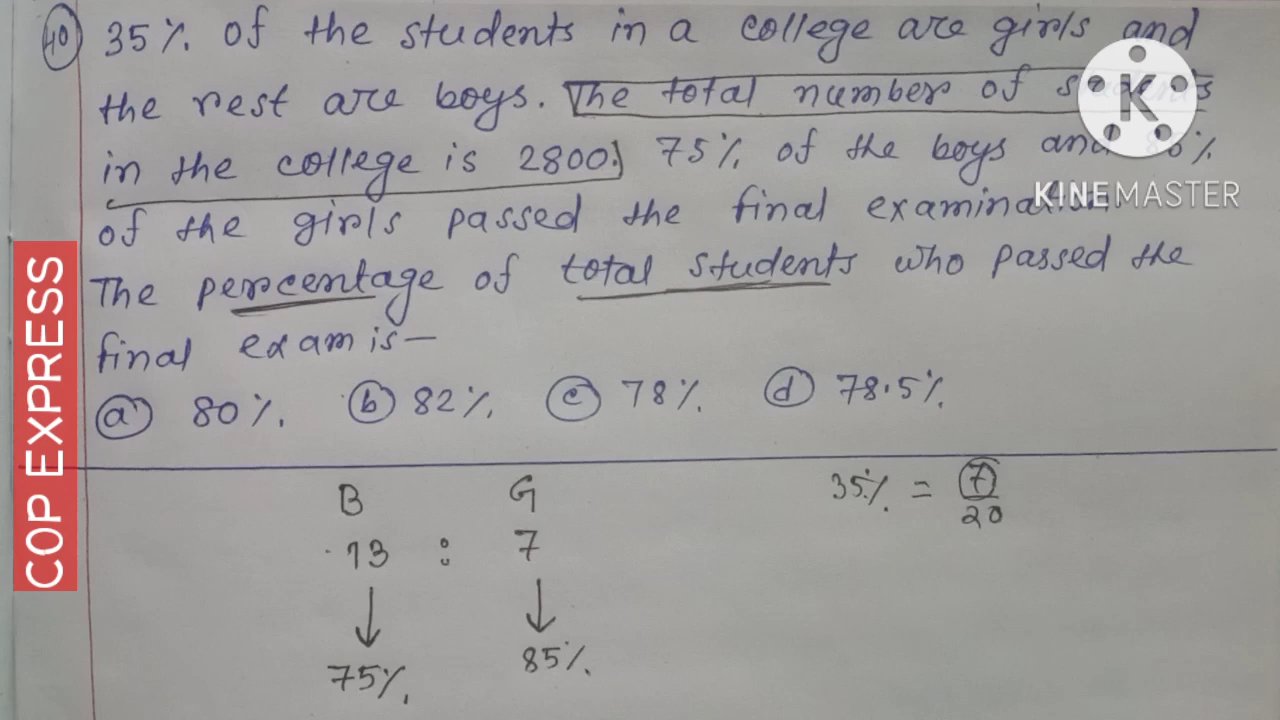 40 35% of the students in a college are girls and
the rest are boys. The total number of students
in the college is 2800. 75% of the boys and
of the girls passed the final examination
The percentage of total students who passed the
final exam is—
a 80%. b 82%. c 78%. d 78.5%.
B G 35% = 7/20
13 : 7
75%. 85%.
COP EXPRESS
K
KINEMASTER